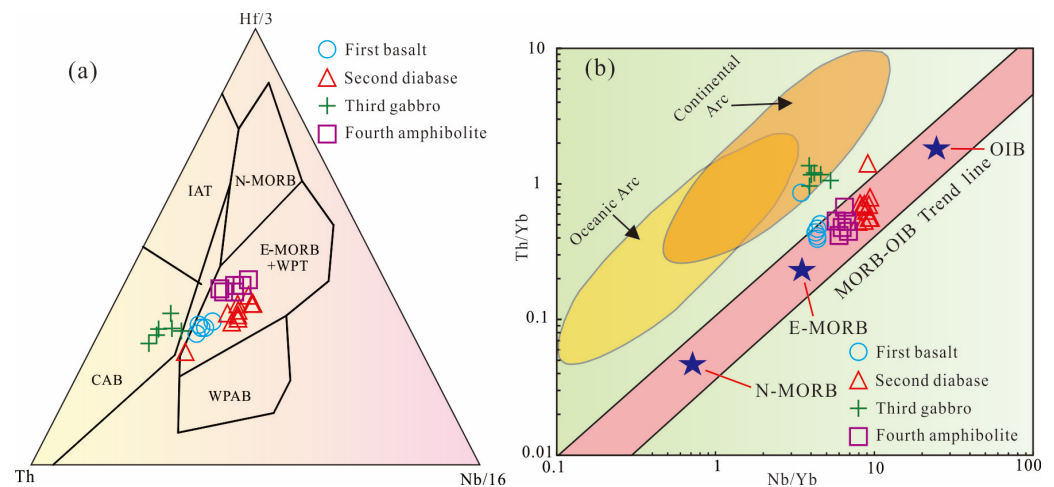 Hf/3
(a)
First basalt
Second diabase
Third gabbro
Fourth amphibolite
IAT
N-MORB
E-MORB
+WPT
CAB
WPAB
Th
Nb/16
10
(b)
Continental
Arc
OIB
1
Oceanic Arc
Th/Yb
MORB-OIB Trend line
0.1
E-MORB
First basalt
N-MORB
Second diabase
Third gabbro
Fourth amphibolite
0.01
0.1
1
10
100
Nb/Yb